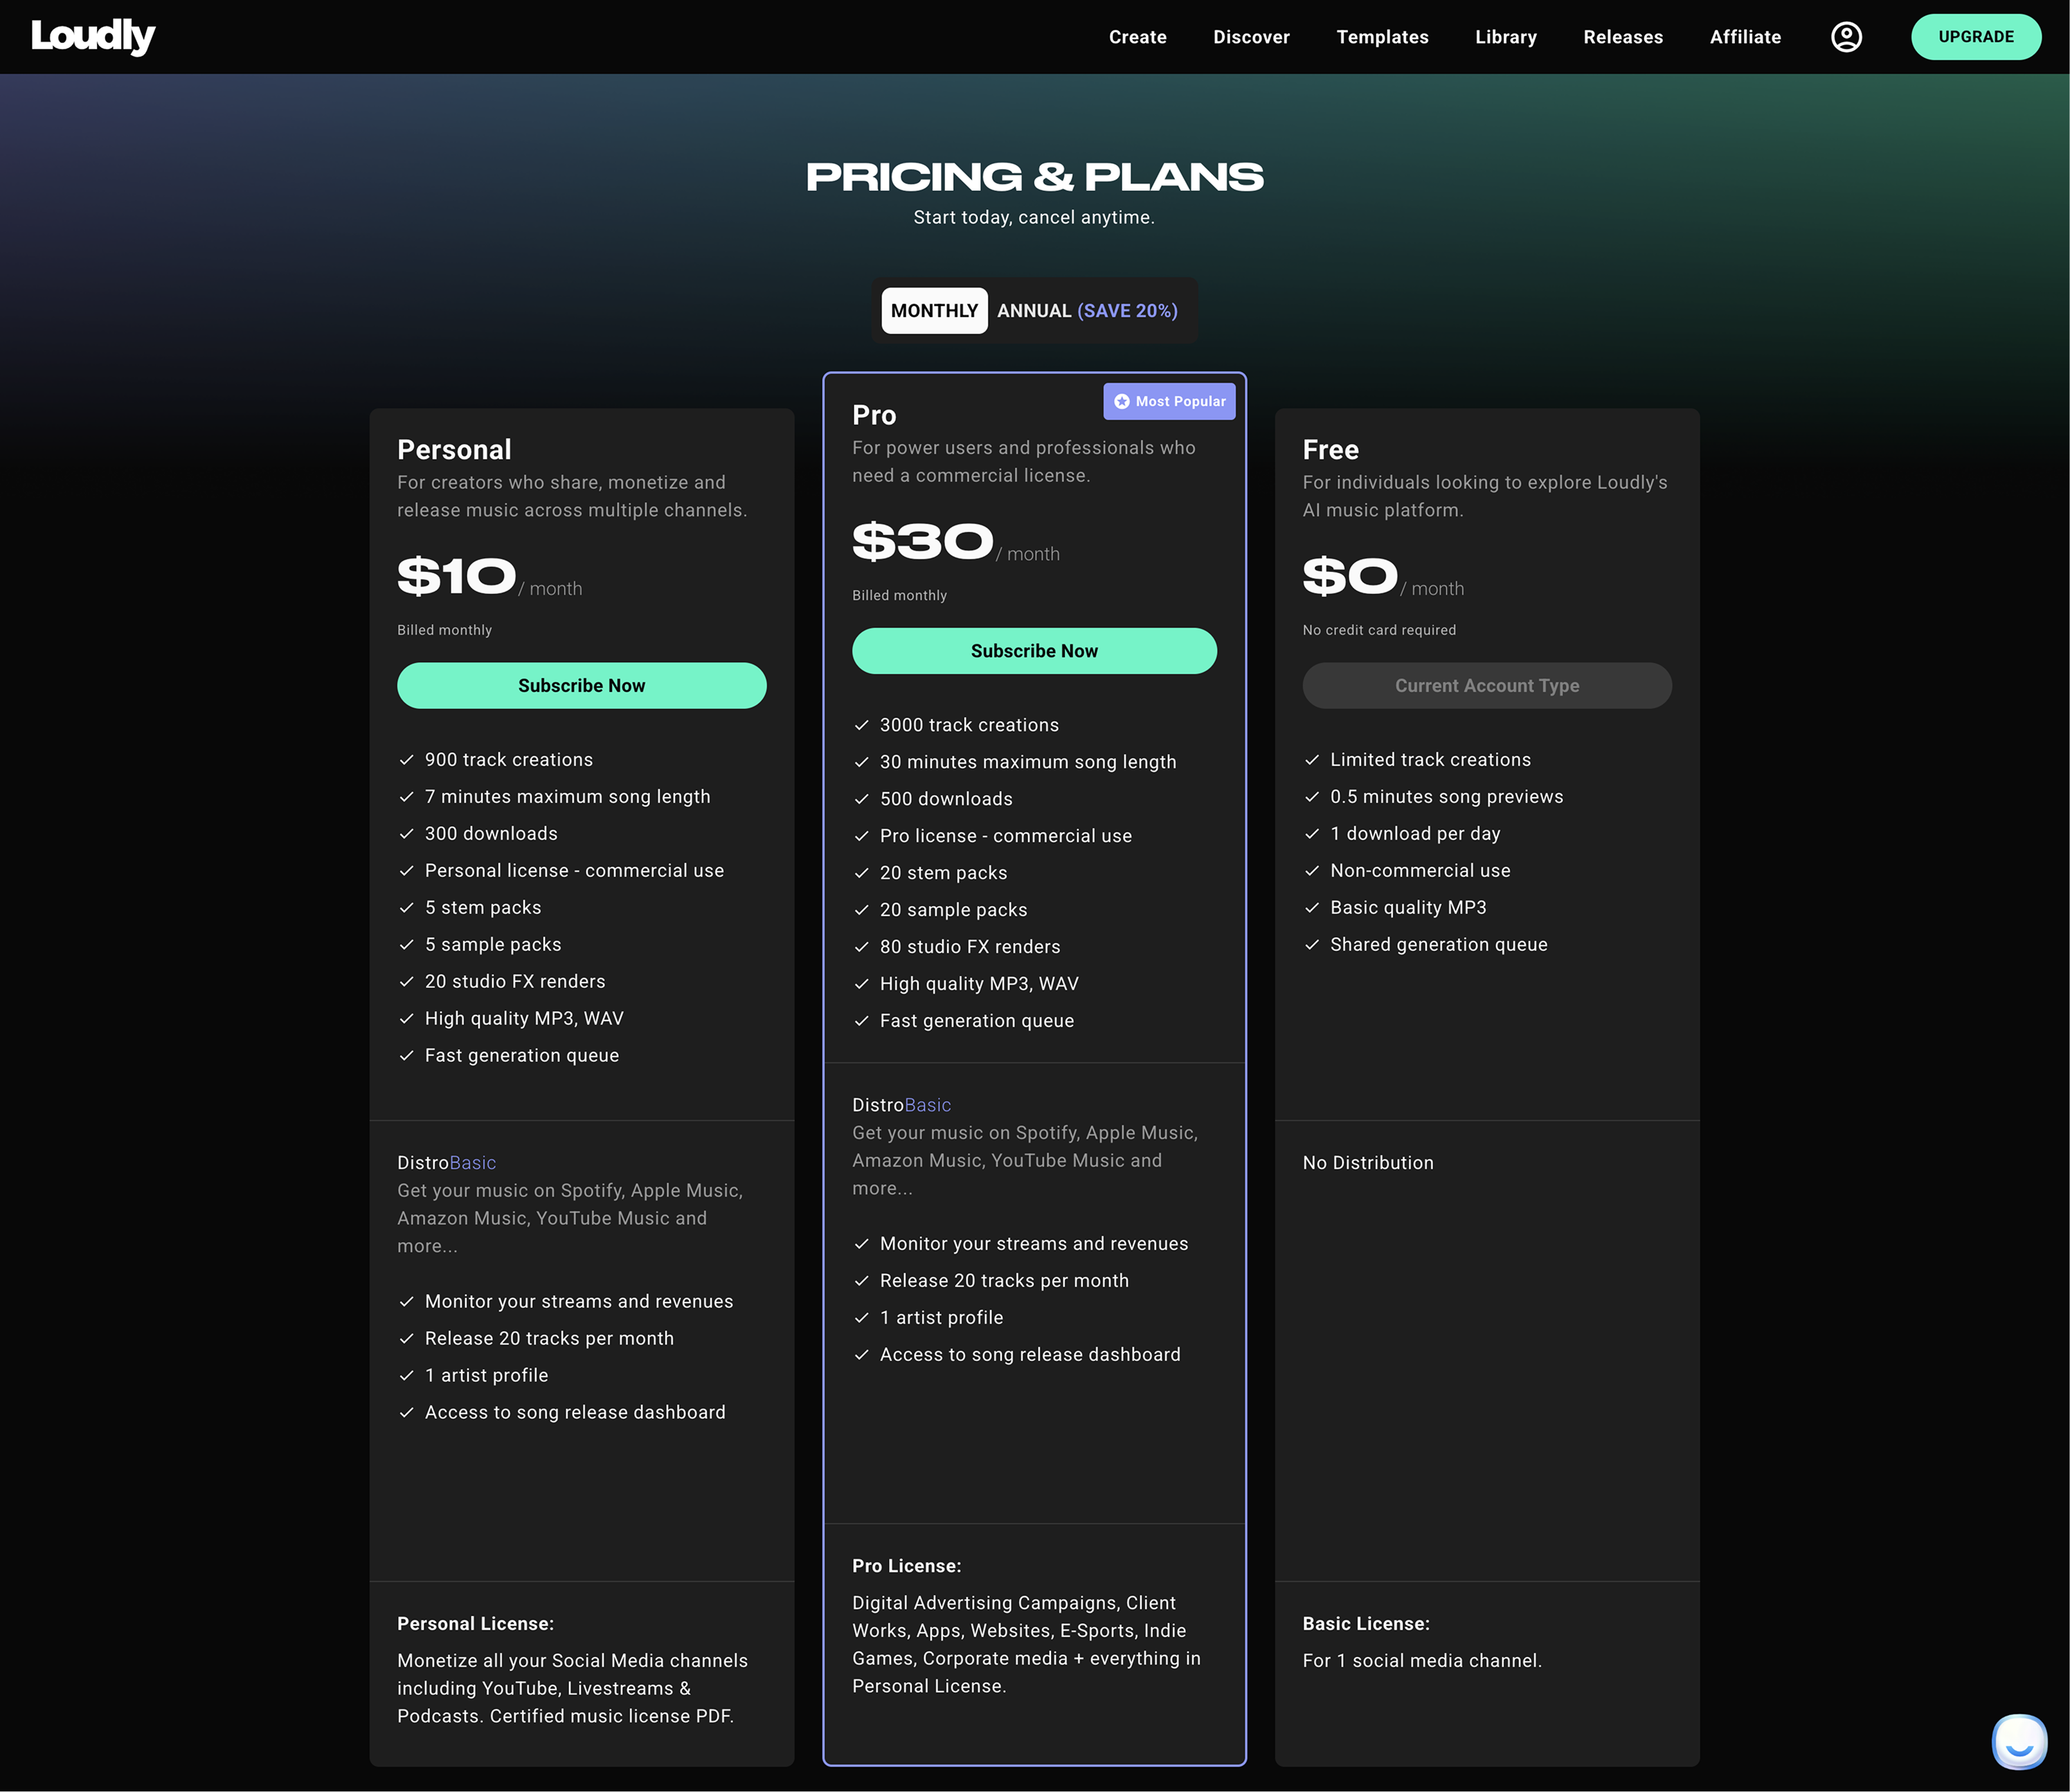 Loudly
Create
Discover
Templates
Library
Releases
Affiliate
UPGRADE
PRICING & PLANS
Start today, cancel anytime.
MONTHLY
ANNUAL (SAVE 20%)
Personal
For creators who share, monetize and
release music across multiple channels.
$10 / month
Billed monthly
Subscribe Now
900 track creations
7 minutes maximum song length
300 downloads
Personal license - commercial use
5 stem packs
5 sample packs
20 studio FX renders
High quality MP3, WAV
Fast generation queue
DistroBasic
Get your music on Spotify, Apple Music,
Amazon Music, YouTube Music and
more...
Monitor your streams and revenues
Release 20 tracks per month
1 artist profile
Access to song release dashboard
Personal License:
Monetize all your Social Media channels
including YouTube, Livestreams &
Podcasts. Certified music license PDF.
Most Popular
Pro
For power users and professionals who
need a commercial license.
$30 / month
Billed monthly
Subscribe Now
3000 track creations
30 minutes maximum song length
500 downloads
Pro license - commercial use
20 stem packs
20 sample packs
80 studio FX renders
High quality MP3, WAV
Fast generation queue
DistroBasic
Get your music on Spotify, Apple Music,
Amazon Music, YouTube Music and
more...
Monitor your streams and revenues
Release 20 tracks per month
1 artist profile
Access to song release dashboard
Pro License:
Digital Advertising Campaigns, Client
Works, Apps, Websites, E-Sports, Indie
Games, Corporate media + everything in
Personal License.
Free
For individuals looking to explore Loudly's
AI music platform.
$0 / month
No credit card required
Current Account Type
Limited track creations
0.5 minutes song previews
1 download per day
Non-commercial use
Basic quality MP3
Shared generation queue
No Distribution
Basic License:
For 1 social media channel.